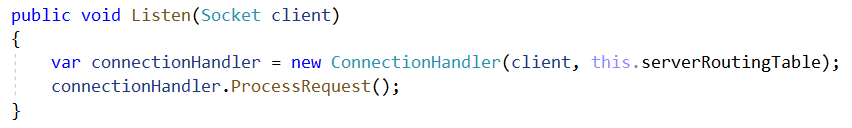 public void Listen(Socket client)
{
    var connectionHandler = new ConnectionHandler(client, this.serverRoutingTable);
    connectionHandler.ProcessRequest();
}